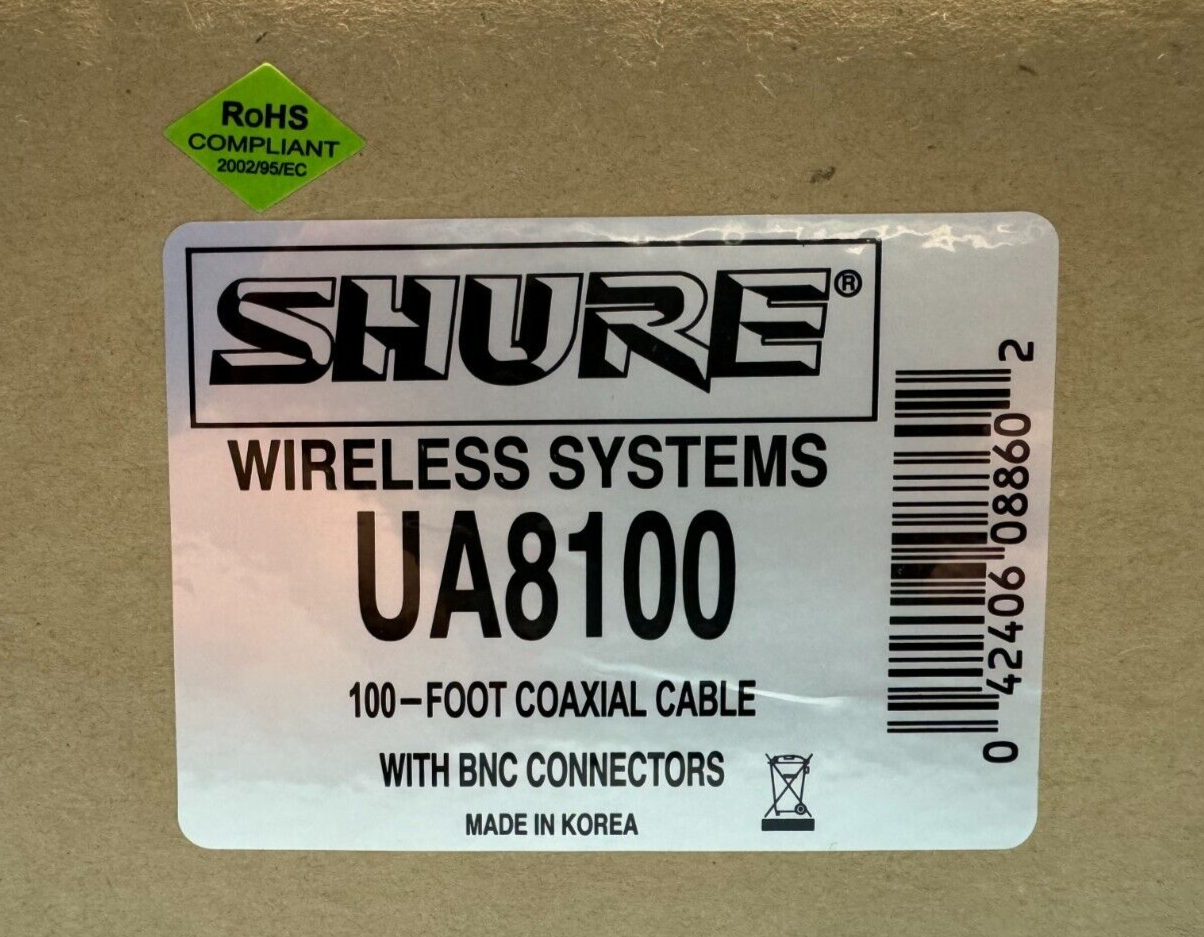 RoHS
COMPLIANT
2002/95/EC
SHURE®
WIRELESS SYSTEMS
UA8100
100-FOOT COAXIAL CABLE
WITH BNC CONNECTORS
MADE IN KOREA
0 42406 08860 2